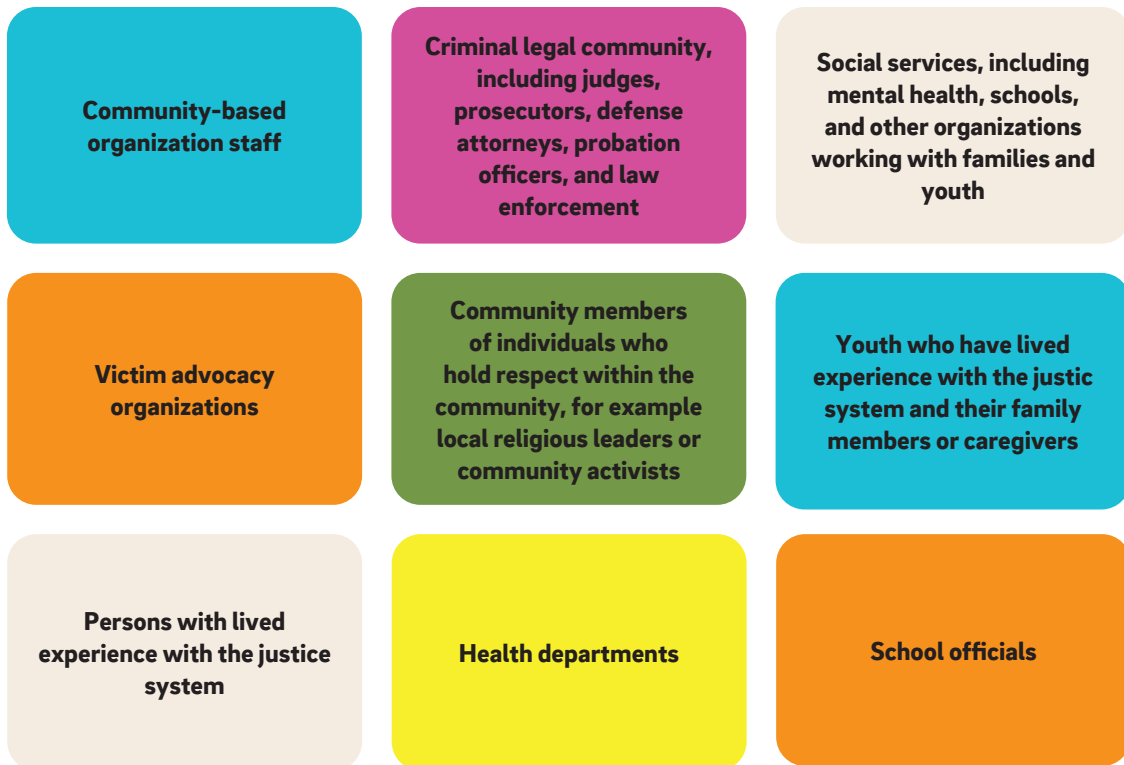 Community-based
organization staff
Criminal legal community,
including judges,
prosecutors, defense
attorneys, probation
officers, and law
enforcement
Social services, including
mental health, schools,
and other organizations
working with families and
youth
Victim advocacy
organizations
Community members
of individuals who
hold respect within the
community, for example
local religious leaders or
community activists
Youth who have lived
experience with the justic
system and their family
members or caregivers
Persons with lived
experience with the justice
system
Health departments
School officials